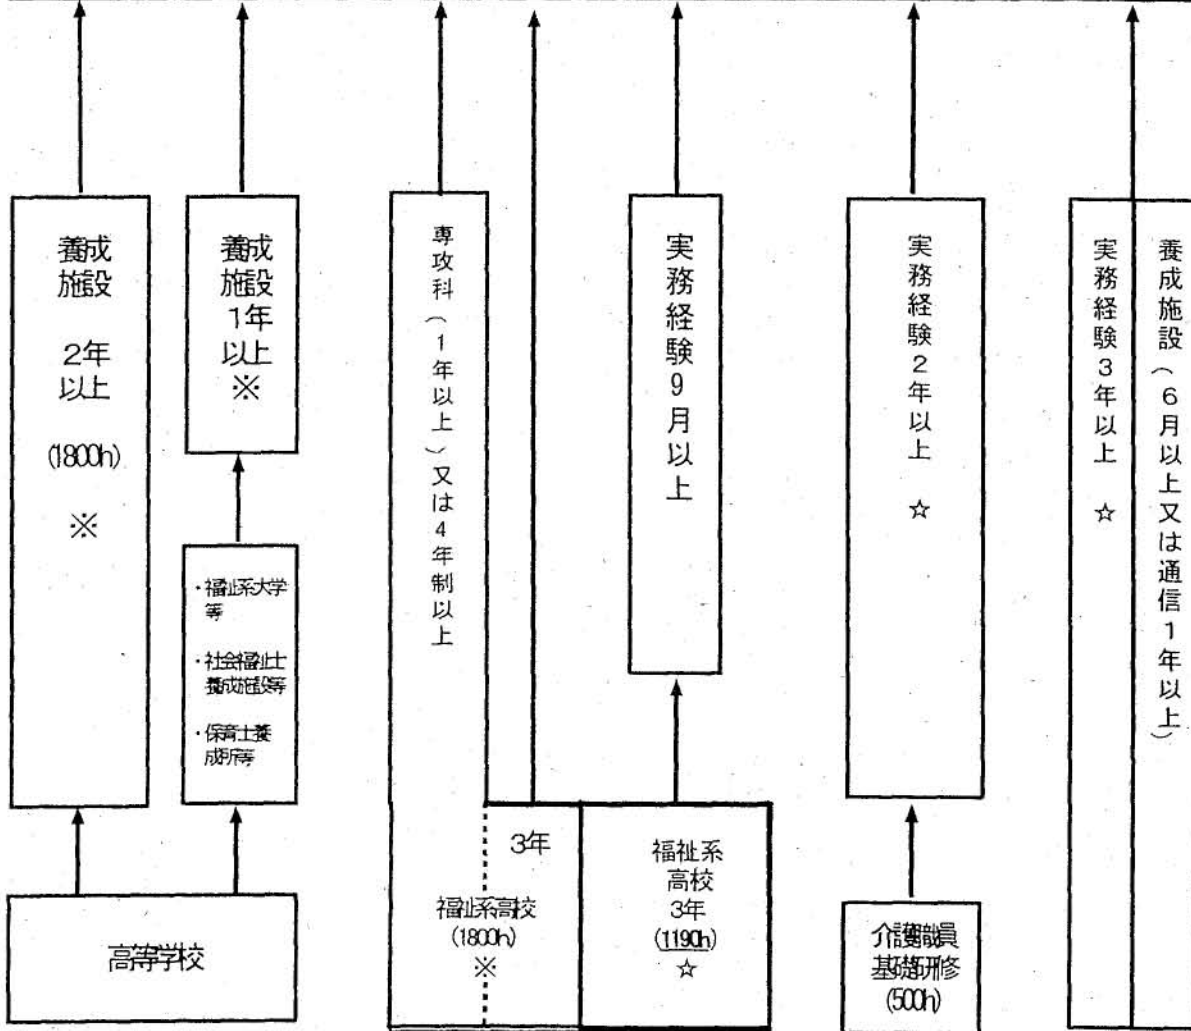 養成
施設
2年
以上
(1800h)
※
養成
施設
1年
以上
※
・福祉系大学
等
・社会福祉士
養成施設等
・保育士養
成所等
高等学校
専攻科(1年以上)又は4年制以上
3年
福祉系高校
(1800h)
※
実務経験9月以上
福祉系
高校
3年
(1190h)
☆
実務経験2年以上 ☆
介護職員
基礎研修
(500h)
実務経験3年以上 ☆
養成施設(6月以上又は通信1年以上)